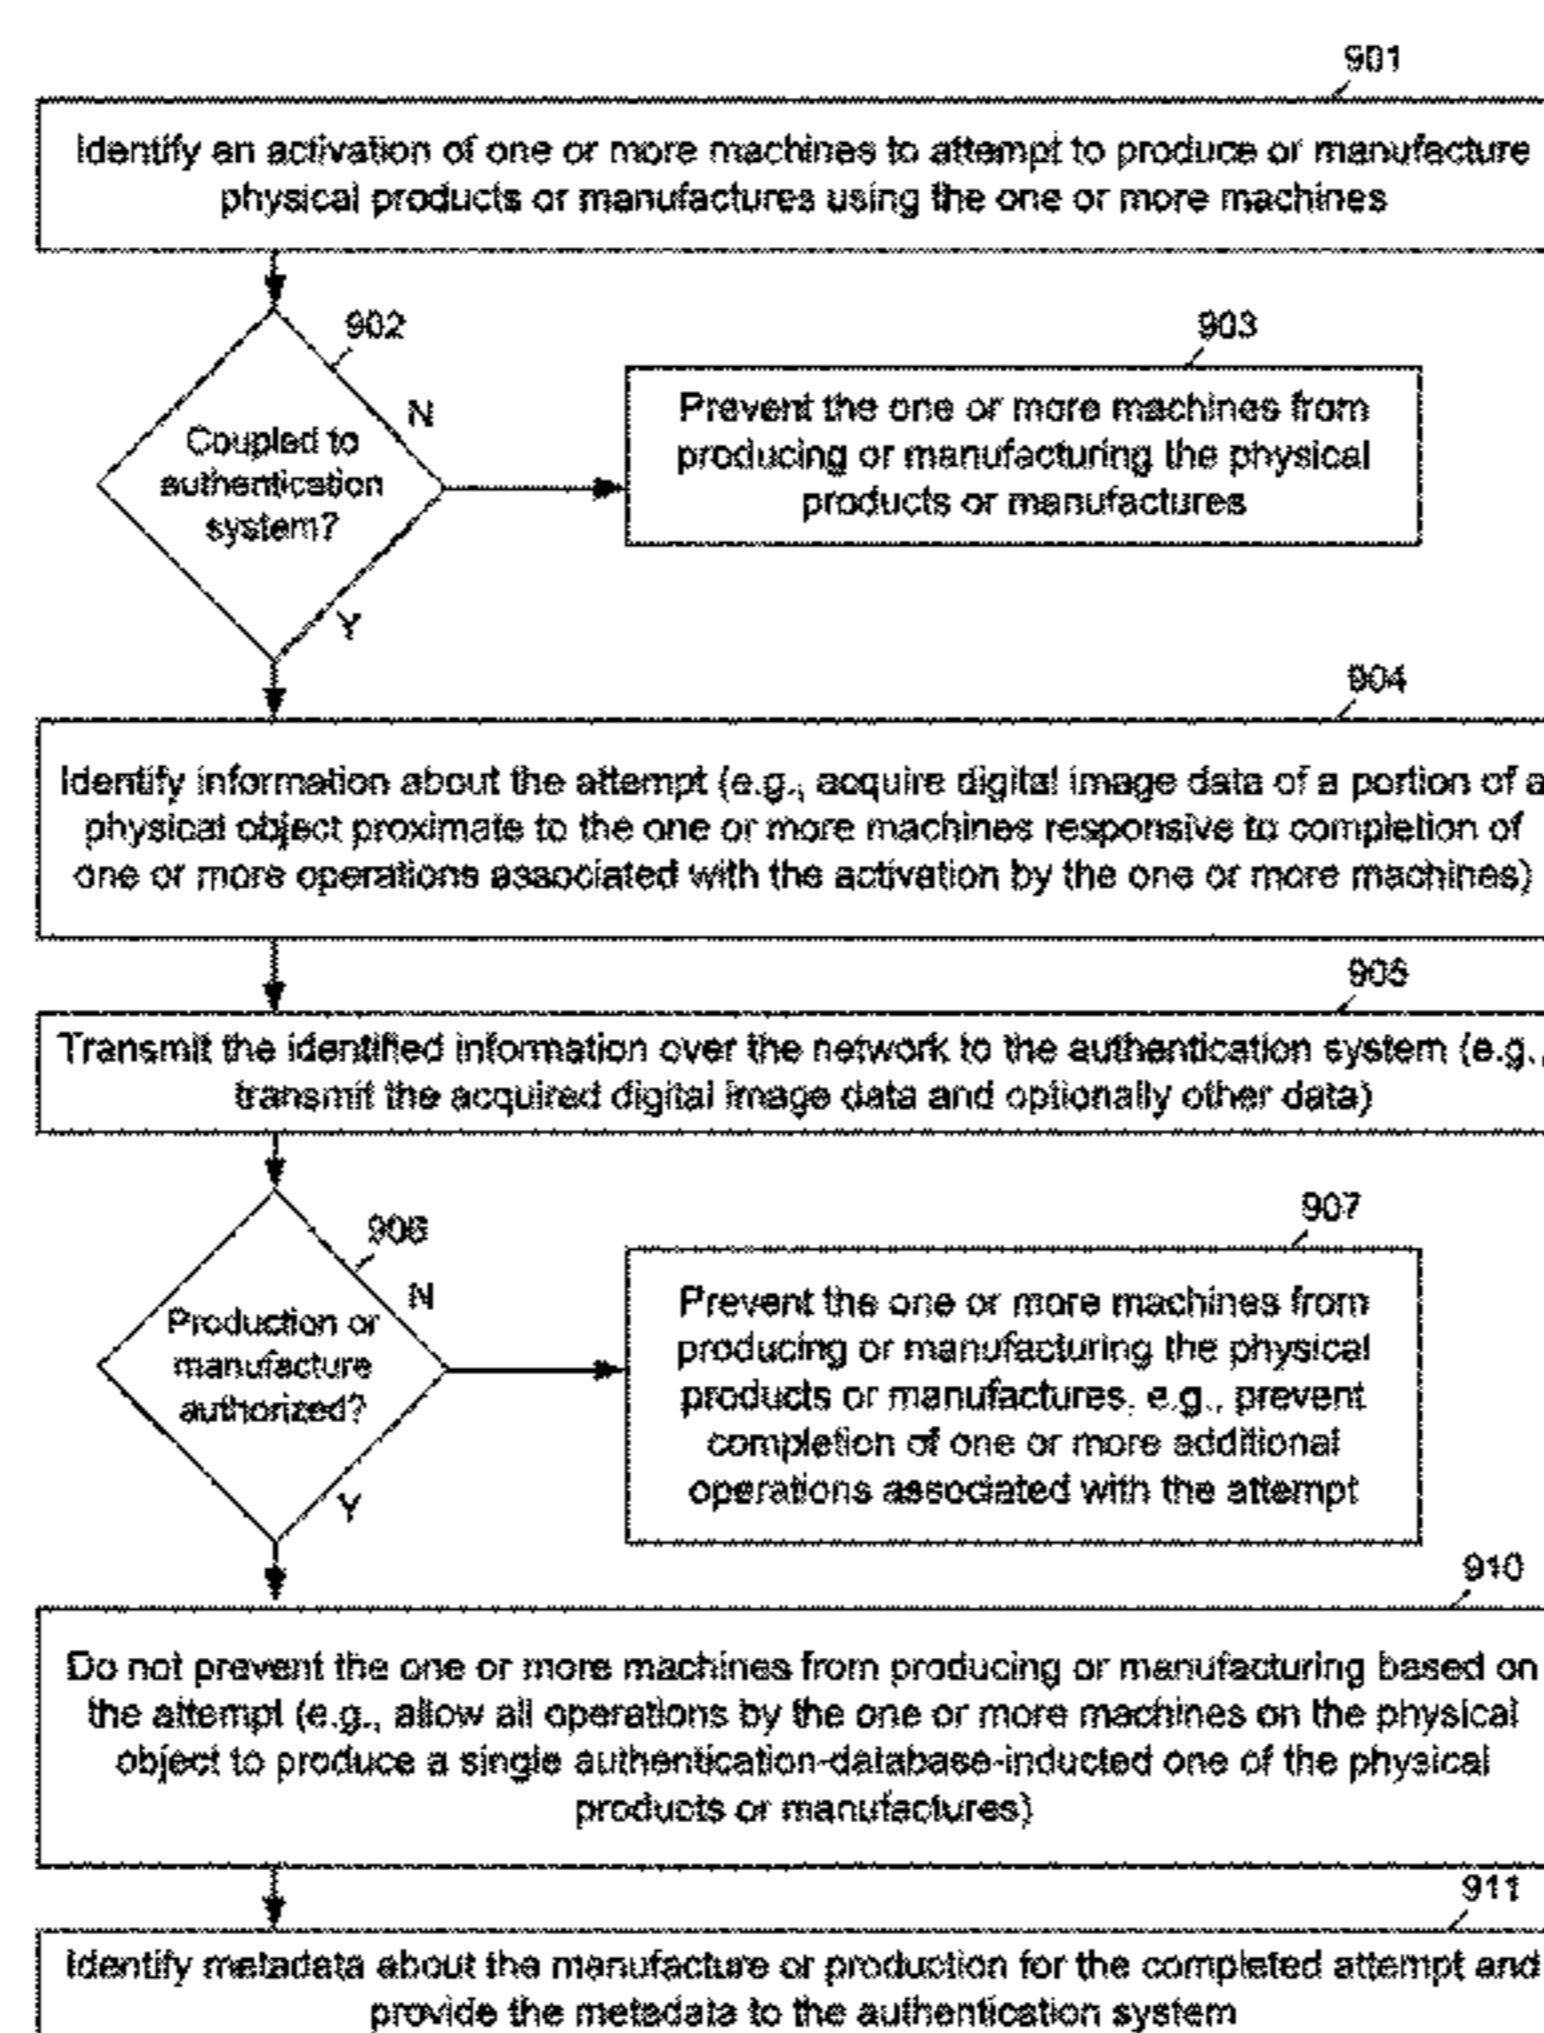 901
Identify an activation of one or more machines to attempt to produce or manufacture
physical products or manufactures using the one or more machines
902
903
N
Coupled to
authentication
system?
Y
Prevent the one or more machines from
producing or manufacturing the physical
products or manufactures
904
Identify information about the attempt (e.g., acquire digital image data of a portion of a
physical object proximate to the one or more machines responsive to completion of
one or more operations associated with the activation by the one or more machines)
905
Transmit the identified information over the network to the authentication system (e.g.,
transmit the acquired digital image data and optionally other data)
906
907
N
Production or
manufacture
authorized?
Y
Prevent the one or more machines from
producing or manufacturing the physical
products or manufactures, e.g., prevent
completion of one or more additional
operations associated with the attempt
910
Do not prevent the one or more machines from producing or manufacturing based on
the attempt (e.g., allow all operations by the one or more machines on the physical
object to produce a single authentication-database-inducted one of the physical
products or manufactures)
911
Identify metadata about the manufacture or production for the completed attempt and
provide the metadata to the authentication system